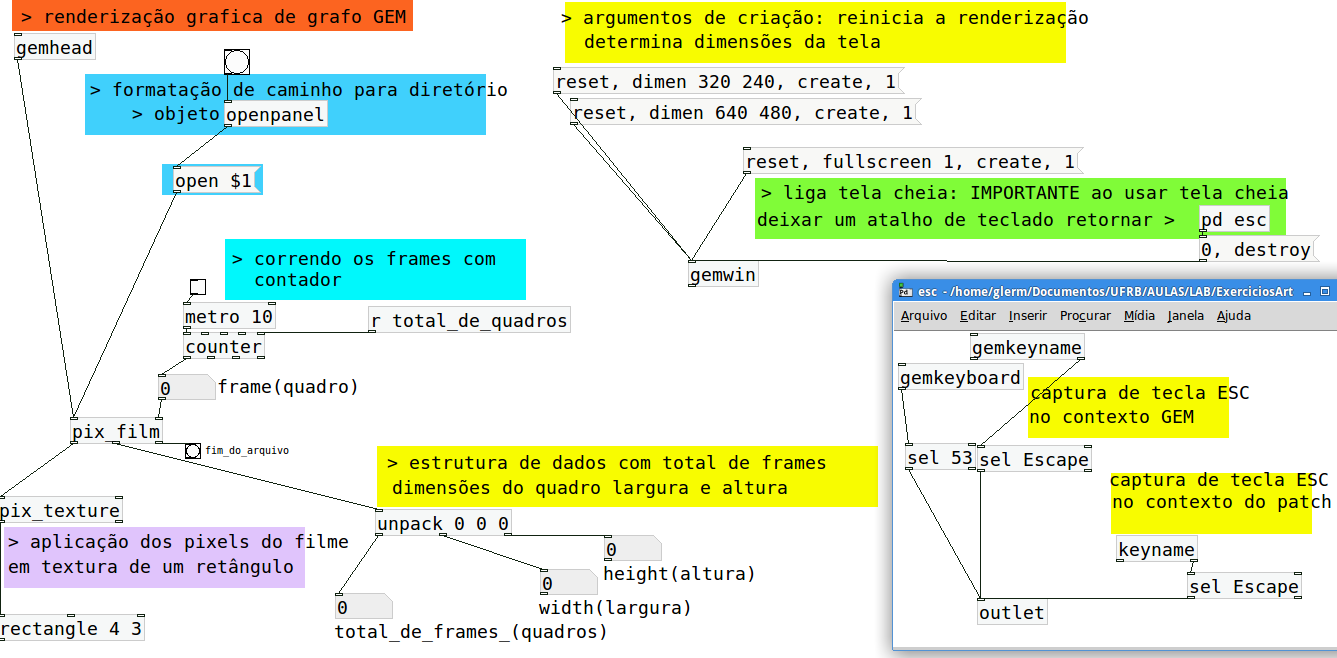 > renderização grafica de grafo GEM
gemhead
> formatação de caminho para diretório
> objeto openpanel
open $1
> correndo os frames com
contador
metro 10
r total_de_quadros
counter
0 frame(quadro)
pix_film
fim_do_arquivo
> estrutura de dados com total de frames
dimensões do quadro largura e altura
pix_texture
unpack 0 0 0
> aplicação dos pixels do filme
em textura de um retângulo
0
height(altura)
0
width(largura)
0
total_de_frames_(quadros)
rectangle 4 3
> argumentos de criação: reinicia a renderização
determina dimensões da tela
reset, dimen 320 240, create, 1
reset, dimen 640 480, create, 1
reset, fullscreen 1, create, 1
> liga tela cheia: IMPORTANTE ao usar tela cheia
deixar um atalho de teclado retornar > pd esc
0, destroy
gemwin
Pd esc - /home/glerm/Documentos/UFRB/AULAS/LAB/ExerciciosArt
Arquivo Editar Inserir Procurar Mídia Janela Ajuda
gemkeyname
gemkeyboard
captura de tecla ESC
no contexto GEM
sel 53 sel Escape
captura de tecla ESC
no contexto do patch
keyname
sel Escape
outlet